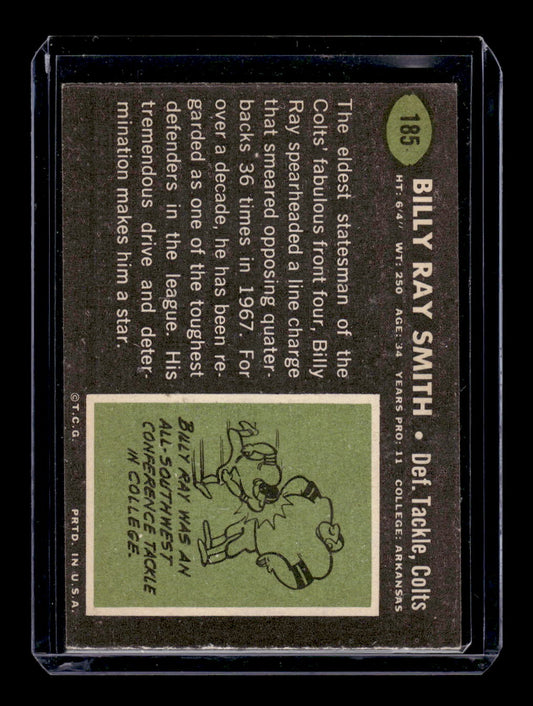 185
BILLY RAY SMITH • Def. Tackle, Colts
HT: 6'4" WT: 250 AGE: 34 YEARS PRO: 11 COLLEGE: ARKANSAS
The eldest statesman of the
Colts' fabulous front four, Billy
Ray spearheaded a line charge
that smeared opposing quater-
backs 36 times in 1967. For
over a decade, he has been re-
garded as one of the toughest
defenders in the league. His
tremendous drive and deter-
mination makes him a star.
BILLY RAY WAS AN
ALL-SOUTHWEST
CONFERENCE TACKLE
IN COLLEGE.
© T.C.G.
PRTD. IN U.S.A.